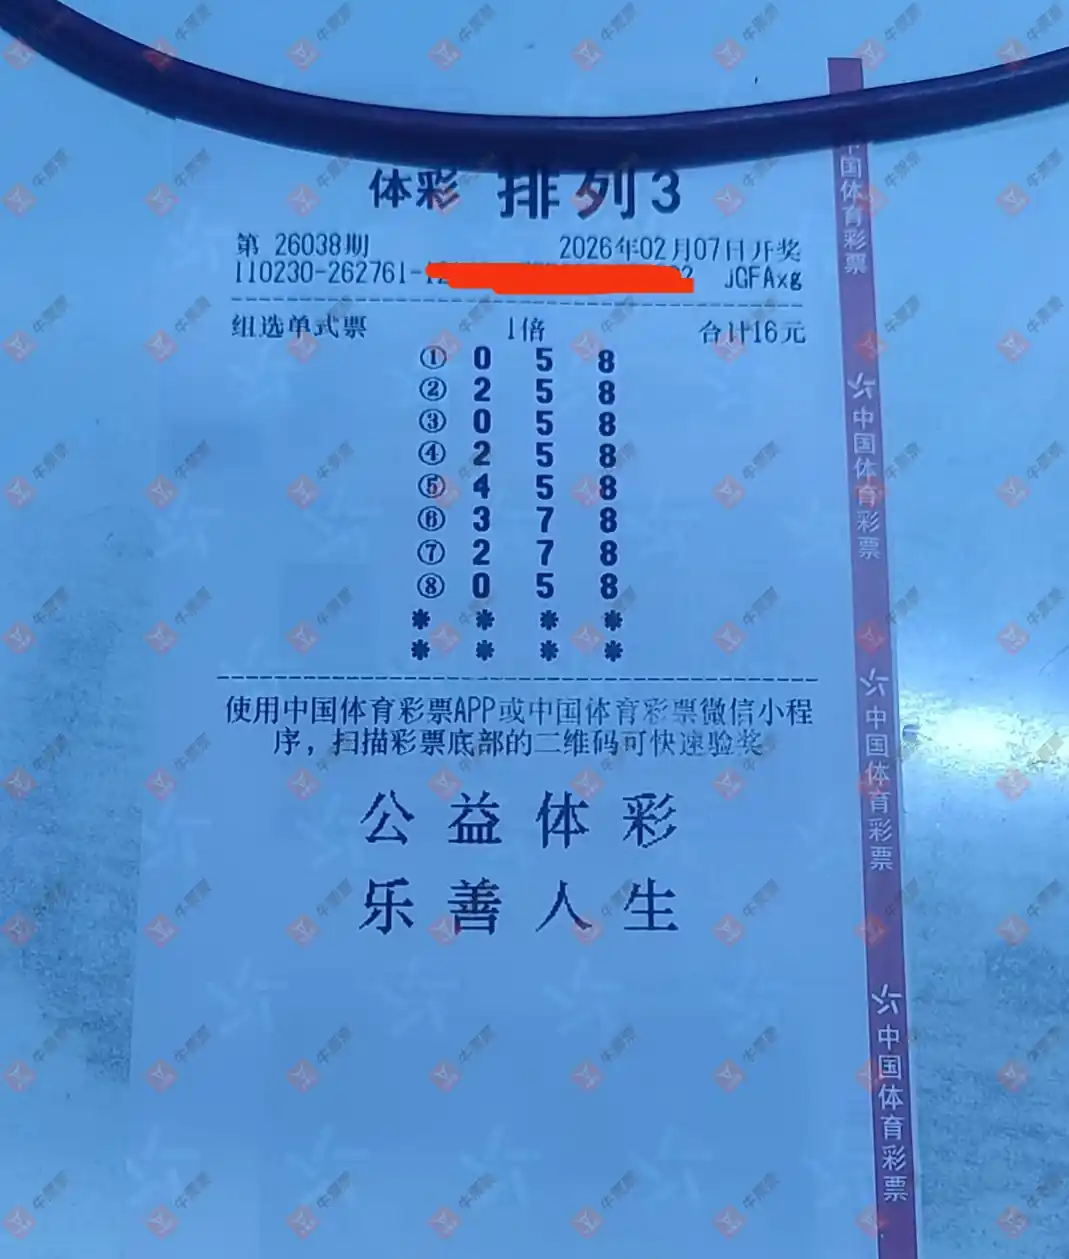 体彩 排列3
第 26038期 2026年02月07日开奖
110230-262761-12 02 JGFAxg
组选单式票 1倍 合计16元
① 0 5 8
② 2 5 8
③ 0 5 8
④ 2 5 8
⑤ 4 5 8
⑥ 3 7 8
⑦ 2 7 8
⑧ 0 5 8
* * * *
* * * *
使用中国体育彩票APP或中国体育彩票微信小程
序，扫描彩票底部的二维码可快速验奖
公益体彩
乐善人生
中国体育彩票
中国体育彩票
中国体育彩票
中国体育彩票